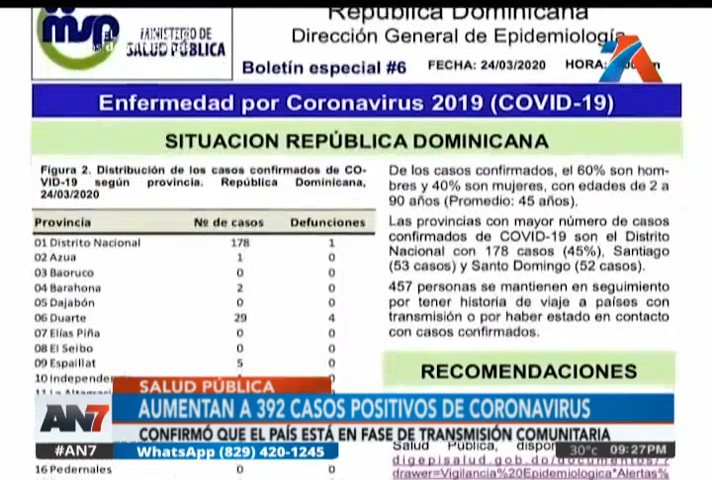 República Dominicana
Dirección General de Epidemiología
msp
MINISTERIO DE
SALUD PÚBLICA
Boletín especial #6 FECHA: 24/03/2020 HORA:
Enfermedad por Coronavirus 2019 (COVID-19)
SITUACION REPÚBLICA DOMINICANA
Figura 2. Distribución de los casos confirmados de CO-
VID-19 según provincia. República Dominicana,
24/03/2020
Provincia Nº de casos Defunciones
01 Distrito Nacional 178 1
02 Azua 1 0
03 Baoruco 0 0
04 Barahona 2 0
05 Dajabón 0 0
06 Duarte 29 4
07 Elías Piña 0 0
08 El Seibo 0 0
09 Espaillat 5 0
10 Independen
16 Pedernales 0 0
De los casos confirmados, el 60% son hom-
bres y 40% son mujeres, con edades de 2 a
90 años (Promedio: 45 años).
Las provincias con mayor número de casos
confirmados de COVID-19 son el Distrito
Nacional con 178 casos (45%), Santiago
(53 casos) y Santo Domingo (52 casos).
457 personas se mantienen en seguimiento
por tener historia de viaje a países con
transmisión o por haber estado en contacto
con casos confirmados.
RECOMENDACIONES
Salud Pública, dispo
digepisalud.gob.do/documentos/?
drawer=Vigilancia%20Epidemiologica*Alertas%
SALUD PÚBLICA
AUMENTAN A 392 CASOS POSITIVOS DE CORONAVIRUS
CONFIRMÓ QUE EL PAÍS ESTÁ EN FASE DE TRANSMISIÓN COMUNITARIA
AN7
#AN7 WhatsApp (829) 420-1245 30°c 09:27PM